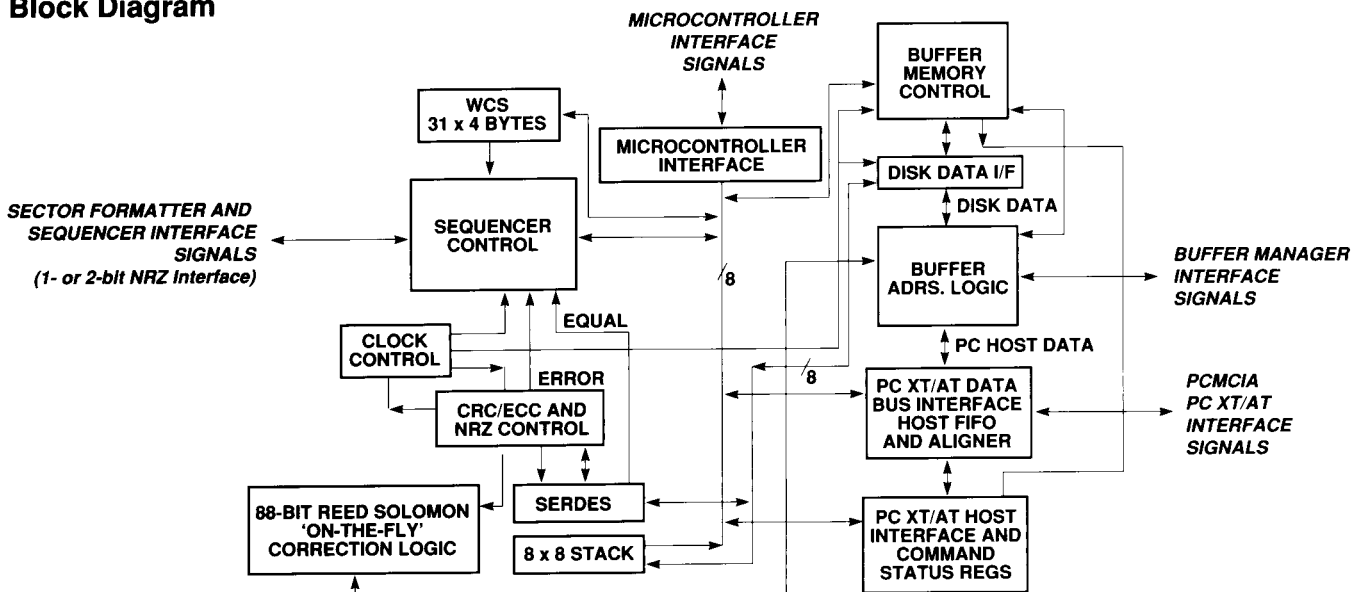 Block Diagram
MICROCONTROLLER
INTERFACE
SIGNALS
BUFFER
MEMORY
CONTROL
WCS
31 x 4 BYTES
MICROCONTROLLER
INTERFACE
DISK DATA I/F
DISK DATA
SECTOR FORMATTER AND
SEQUENCER INTERFACE
SIGNALS
(1- or 2-bit NRZ Interface)
SEQUENCER
CONTROL
8
BUFFER
ADRS. LOGIC
BUFFER MANAGER
INTERFACE
SIGNALS
EQUAL
CLOCK
CONTROL
PC HOST DATA
8
ERROR
CRC/ECC AND
NRZ CONTROL
PC XT/AT DATA
BUS INTERFACE
HOST FIFO
AND ALIGNER
PCMCIA
PC XT/AT
INTERFACE
SIGNALS
88-BIT REED SOLOMON
'ON-THE-FLY'
CORRECTION LOGIC
SERDES
8 x 8 STACK
PC XT/AT HOST
INTERFACE AND
COMMAND
STATUS REGS